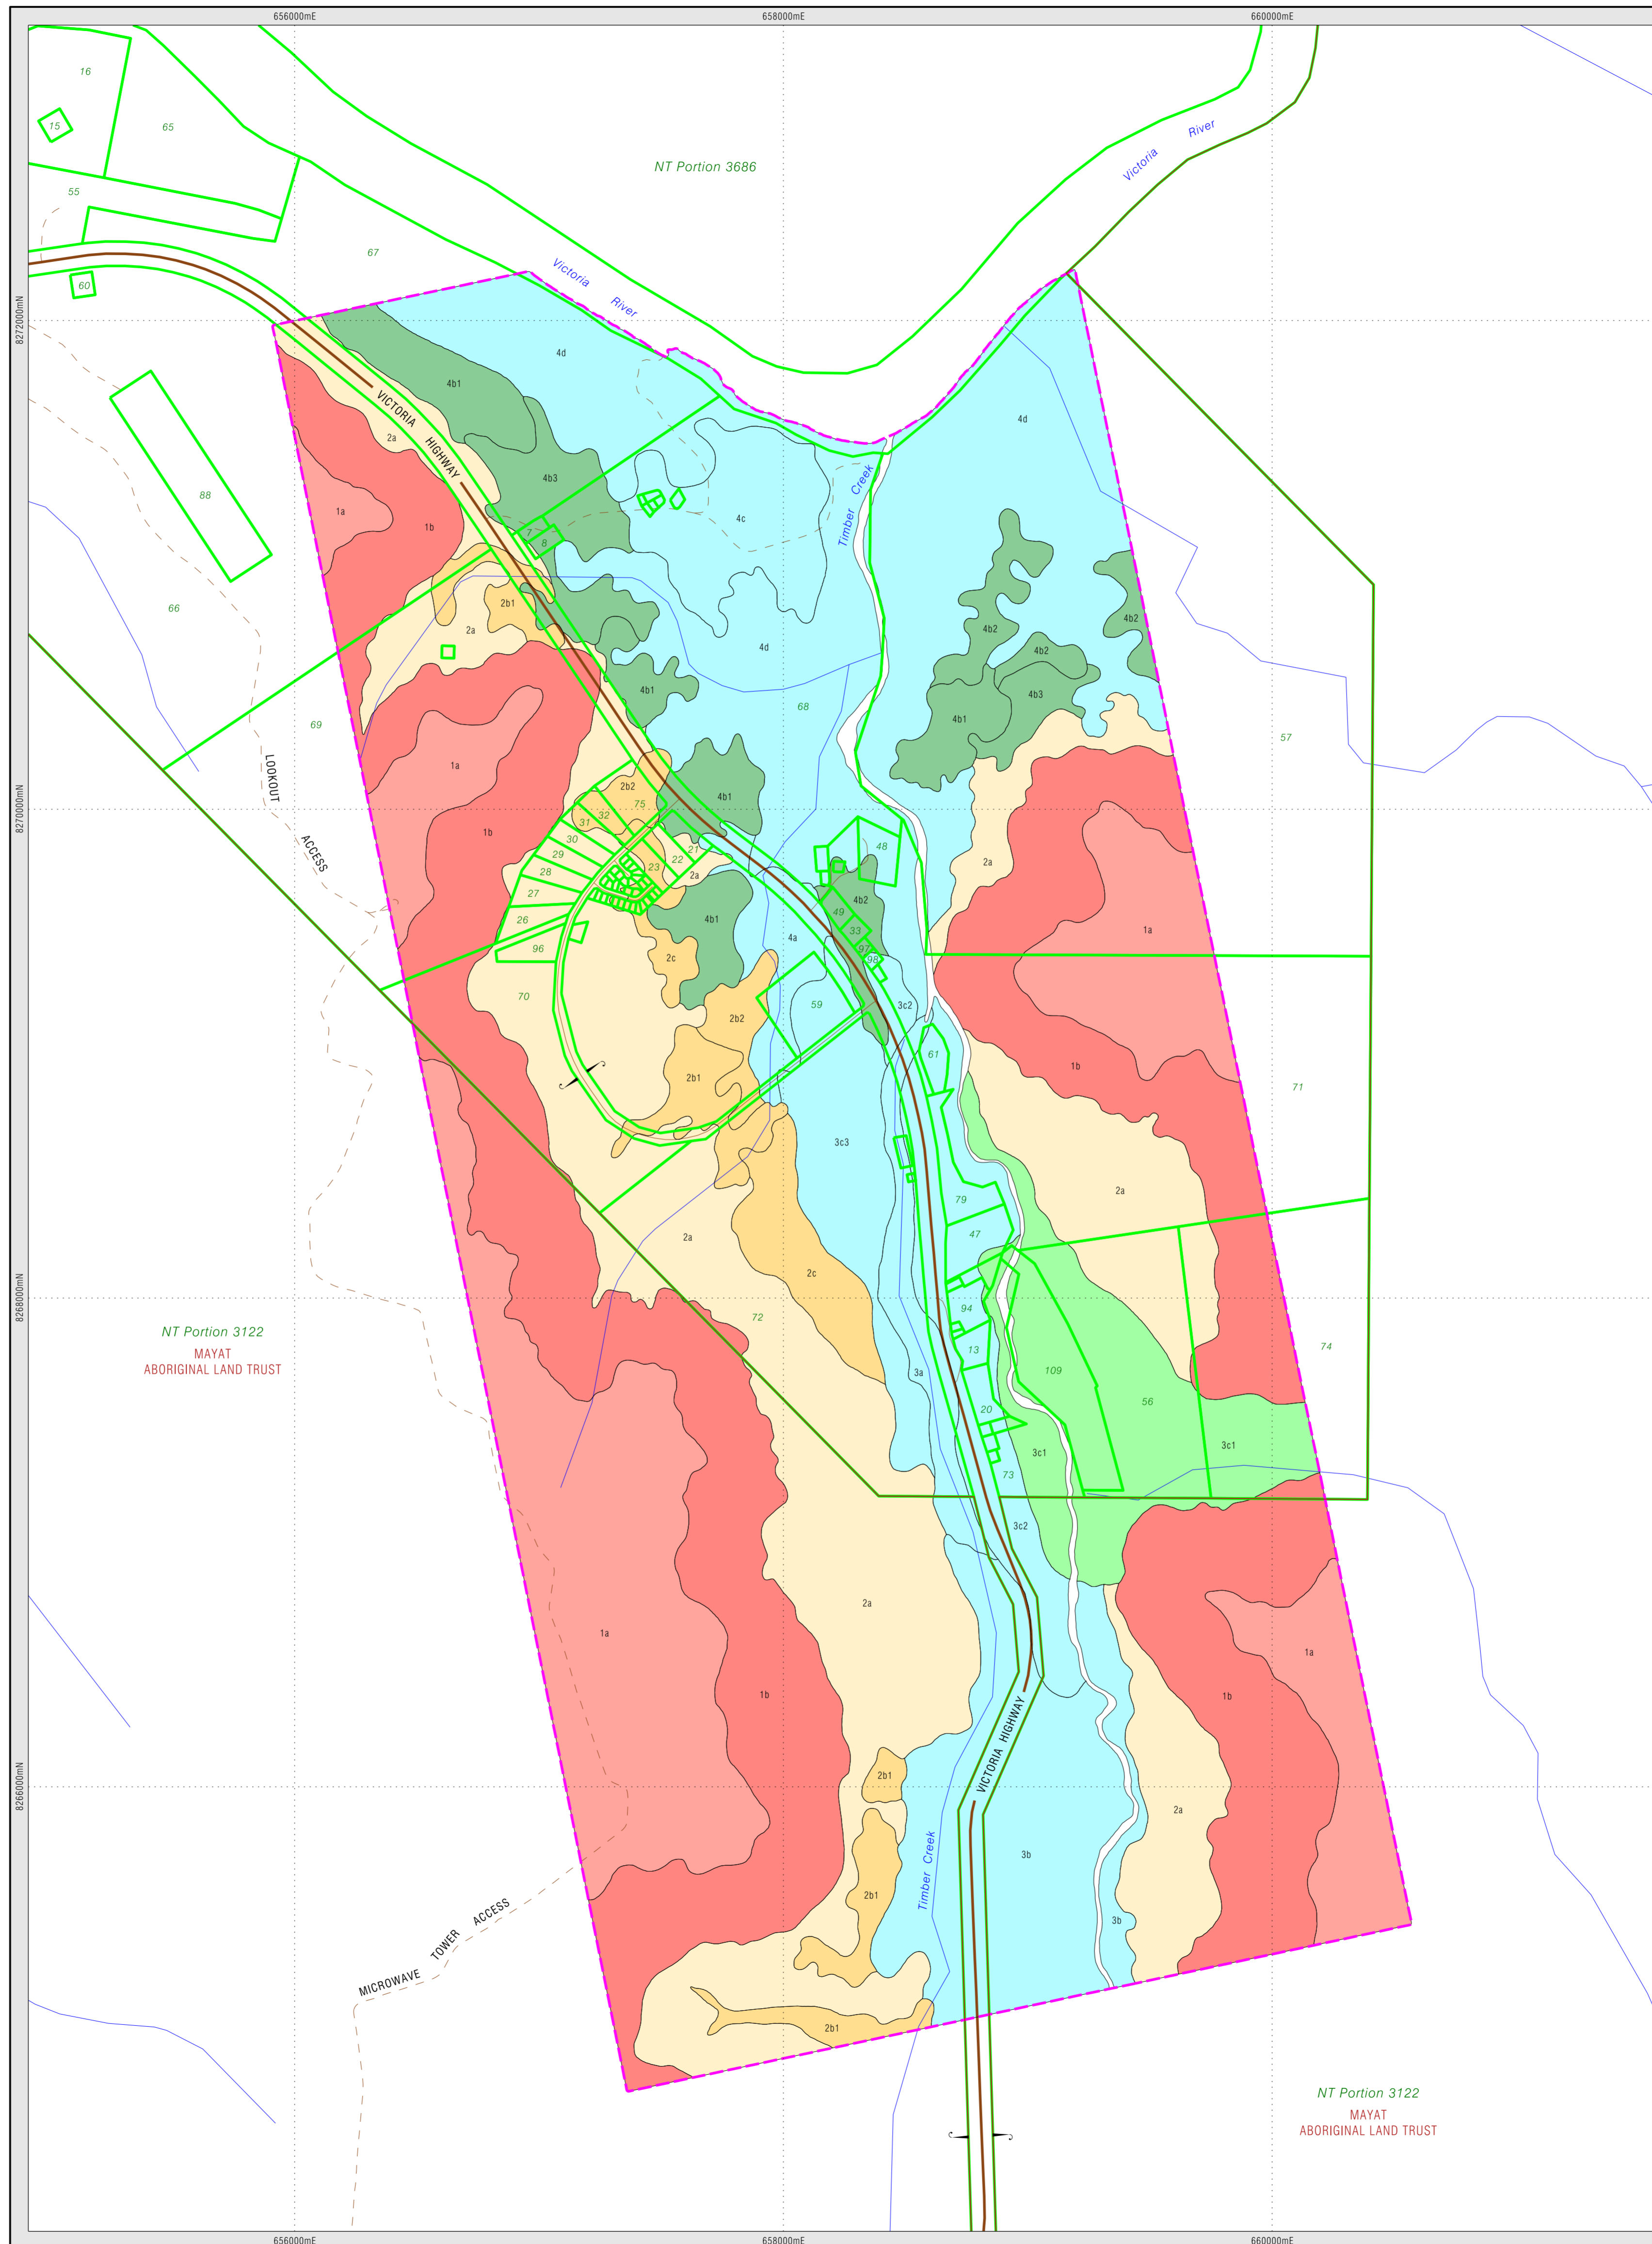 656000mE
658000mE
660000mE
16
15
65
55
Victoria
River
NT Portion 3686
67
60
Victoria
River
8272000mN
4d
4b1
VICTORIA
HIGHWAY
2a
4d
88
4b3
1a
1b
4c
Timber Creek
7
8
66
2b1
2a
4b2
4b2
4d
4b2
4b1
4b3
68
4b1
69
57
LOOKOUT
1a
2b2
4b1
75
8270000mN
32
31
1b
30
21
29
22
48
ACCESS
28
23
2a
2a
27
4b2
26
4b1
49
33
1a
4a
96
97
2c
98
70
2b2
59
3c2
61
1b
2b1
71
3c3
2a
79
2a
47
2c
8268000mN
94
72
NT Portion 3122
MAYAT
ABORIGINAL LAND TRUST
13
74
3a
109
56
20
3c1
3c1
73
3c2
2a
1a
1a
1b
1b
VICTORIA HIGHWAY
8266000mN
2b1
2a
3b
Timber Creek
2b1
3b
TOWER ACCESS
MICROWAVE
2b1
NT Portion 3122
MAYAT
ABORIGINAL LAND TRUST
656000mE
658000mE
660000mE